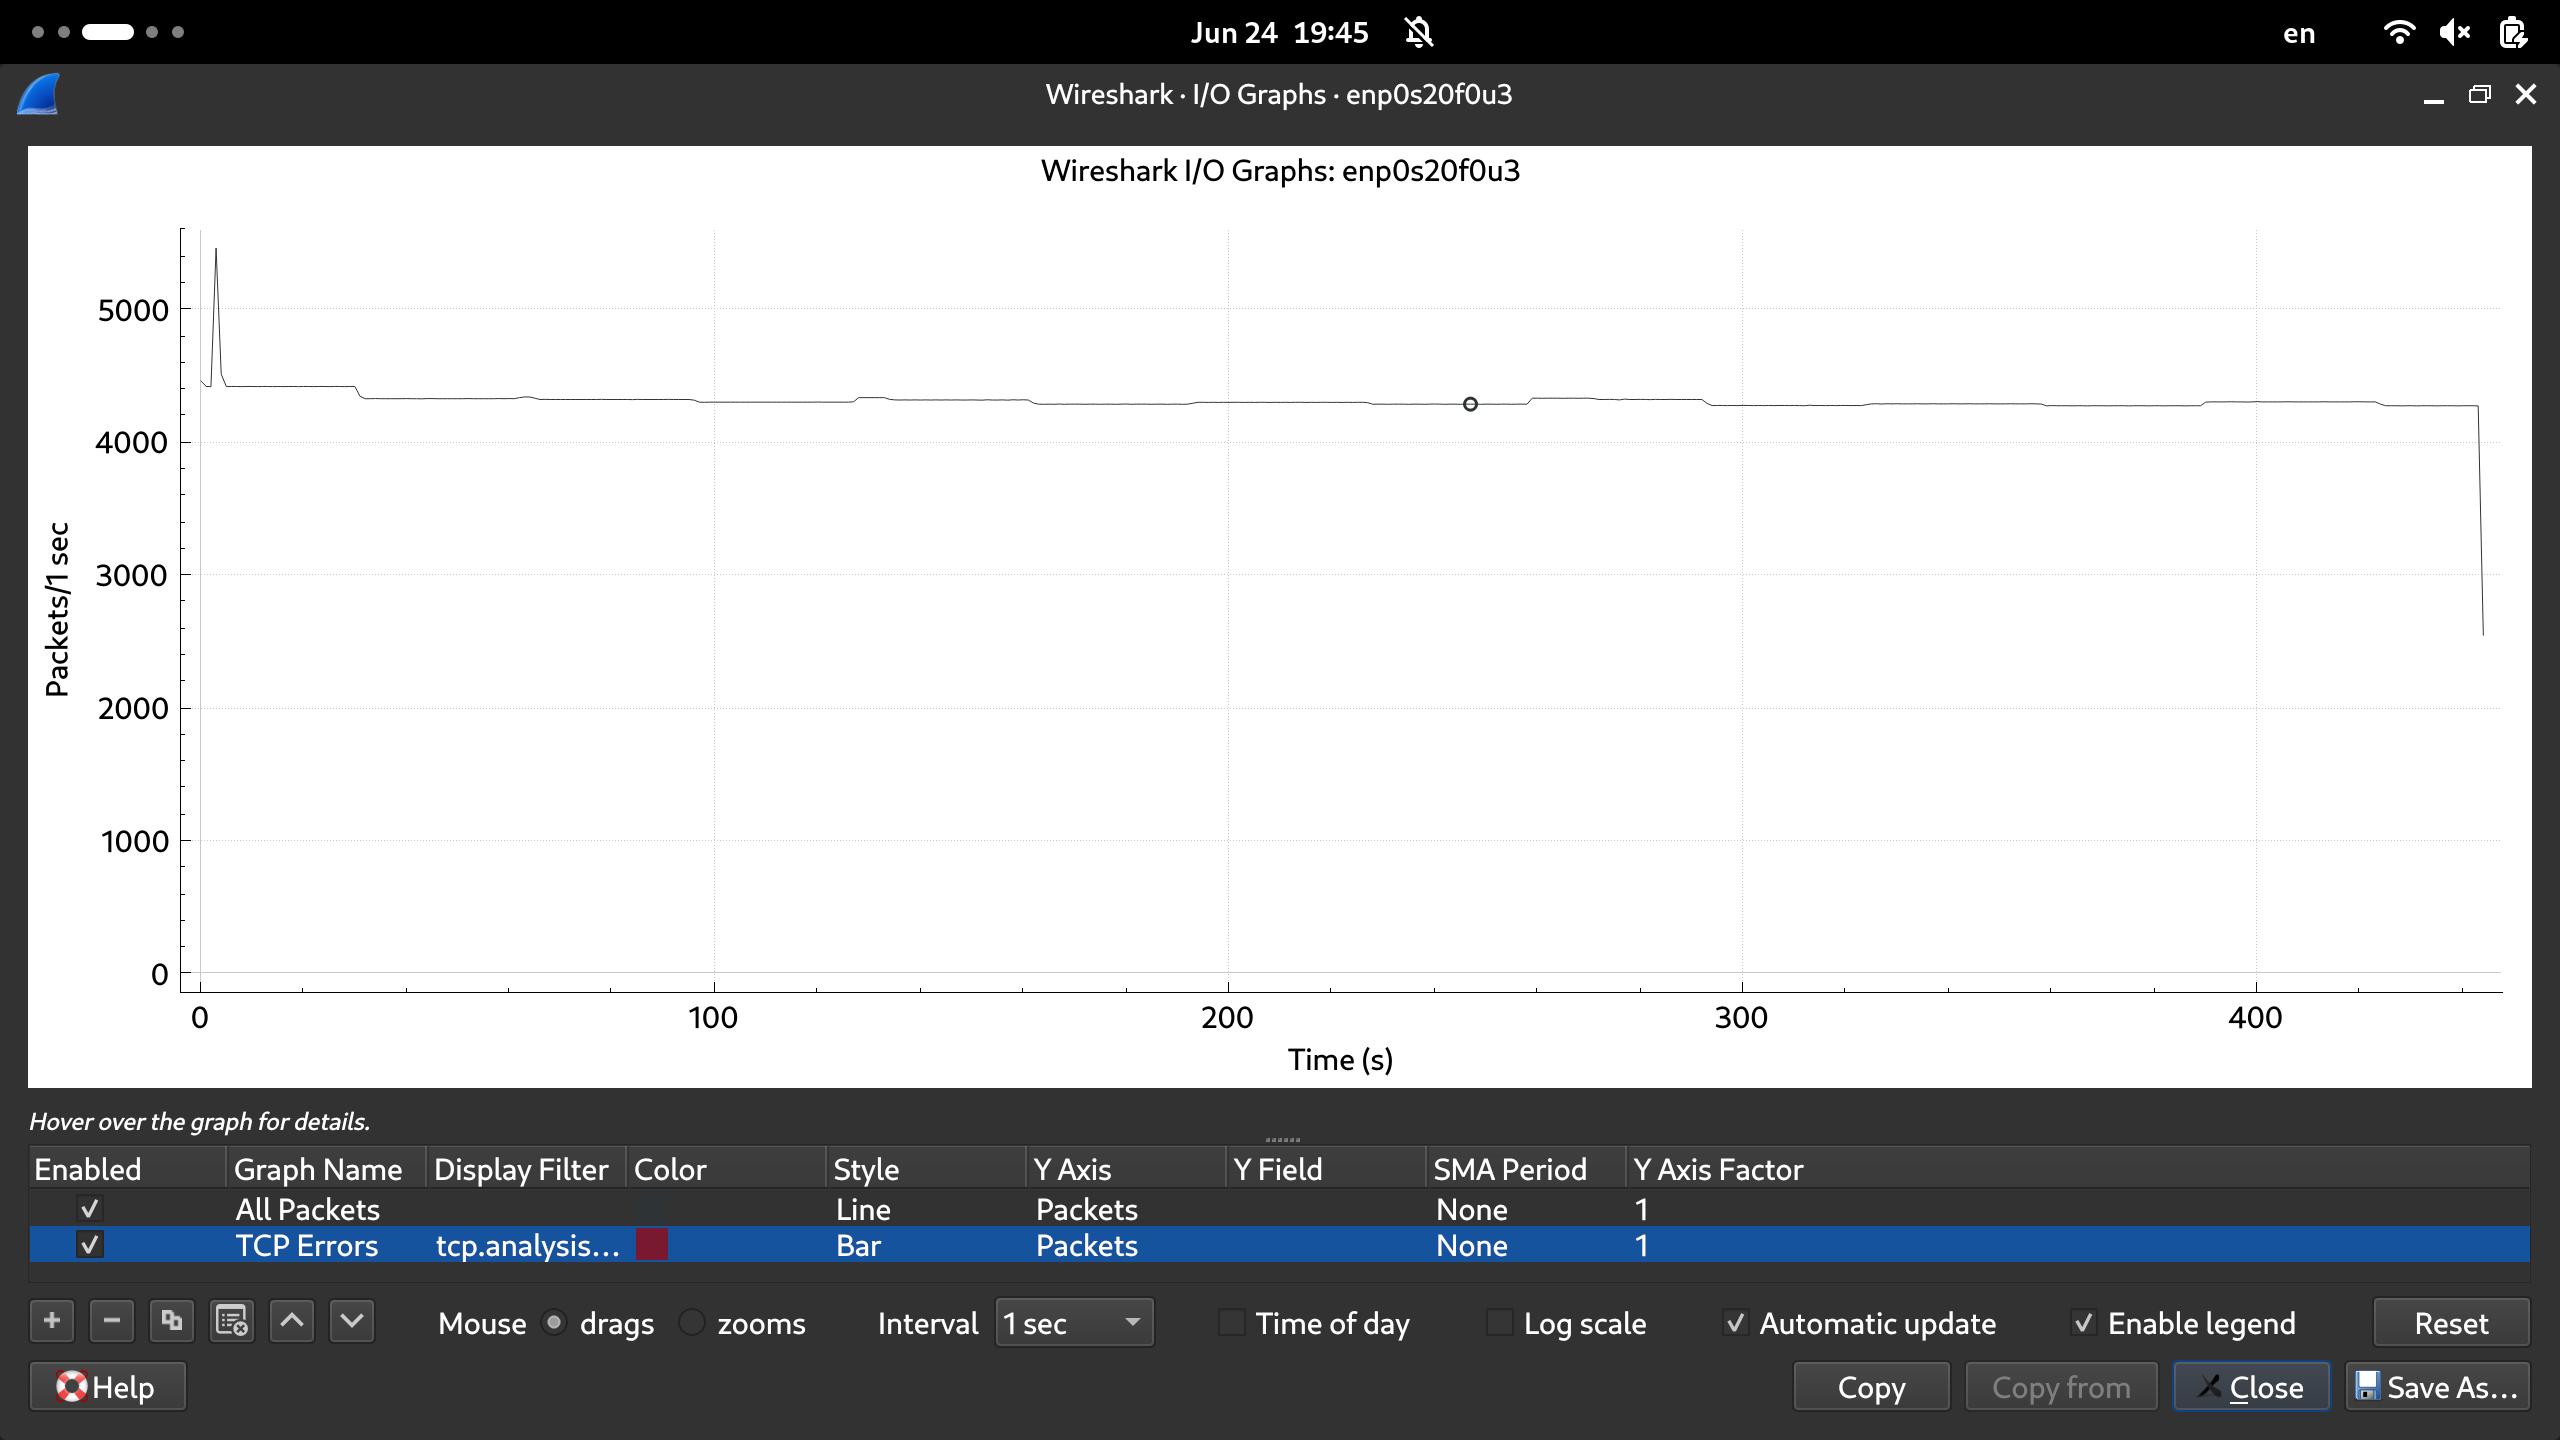 Jun 24 19:45
en
Wireshark · I/O Graphs · enp0s20f0u3
Wireshark I/O Graphs: enp0s20f0u3
5000
4000
3000
2000
1000
0
Packets/1 sec
0 100 200 300 400
Time (s)
Hover over the graph for details.
Enabled Graph Name Display Filter Color Style Y Axis Y Field SMA Period Y Axis Factor
All Packets Line Packets None 1
TCP Errors tcp.analysis... Bar Packets None 1
Mouse drags zooms Interval 1 sec Time of day Log scale Automatic update Enable legend Reset
Help Copy Copy from Close Save As...